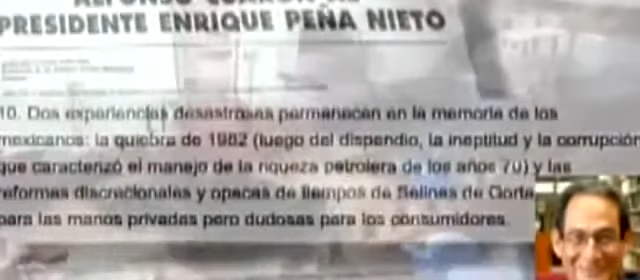 PRESIDENTE ENRIQUE PEÑA NIETO
10. Dos experiencias desastrosas permanecen en la memoria de los
mexicanos: la quiebra de 1982 (luego del dispendio, la ineptitud y la corrupción
que caracterizó el manejo de la riqueza petrolera de los años 70) y las
reformas discrecionales y opacas de tiempos de Salinas de Gorta
para las manos privadas pero dudosas para los consumidores.